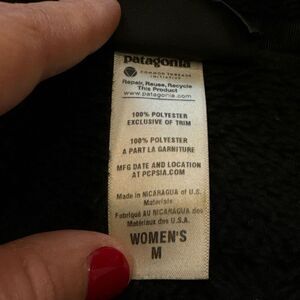 patagonia
COMMON THREADS
INITIATIVE
Repair, Reuse, Recycle
This Product
www.patagonia.com
100% POLYESTER
EXCLUSIVE OF TRIM
100% POLYESTER
A PART LA GARNITURE
MFG DATE AND LOCATION
AT PCPSIA.COM
Made in NICARAGUA of U.S.
Materials
Fabriqué AU NICARAGUA des
Matériaux des U.S.A.
WOMEN'S
M